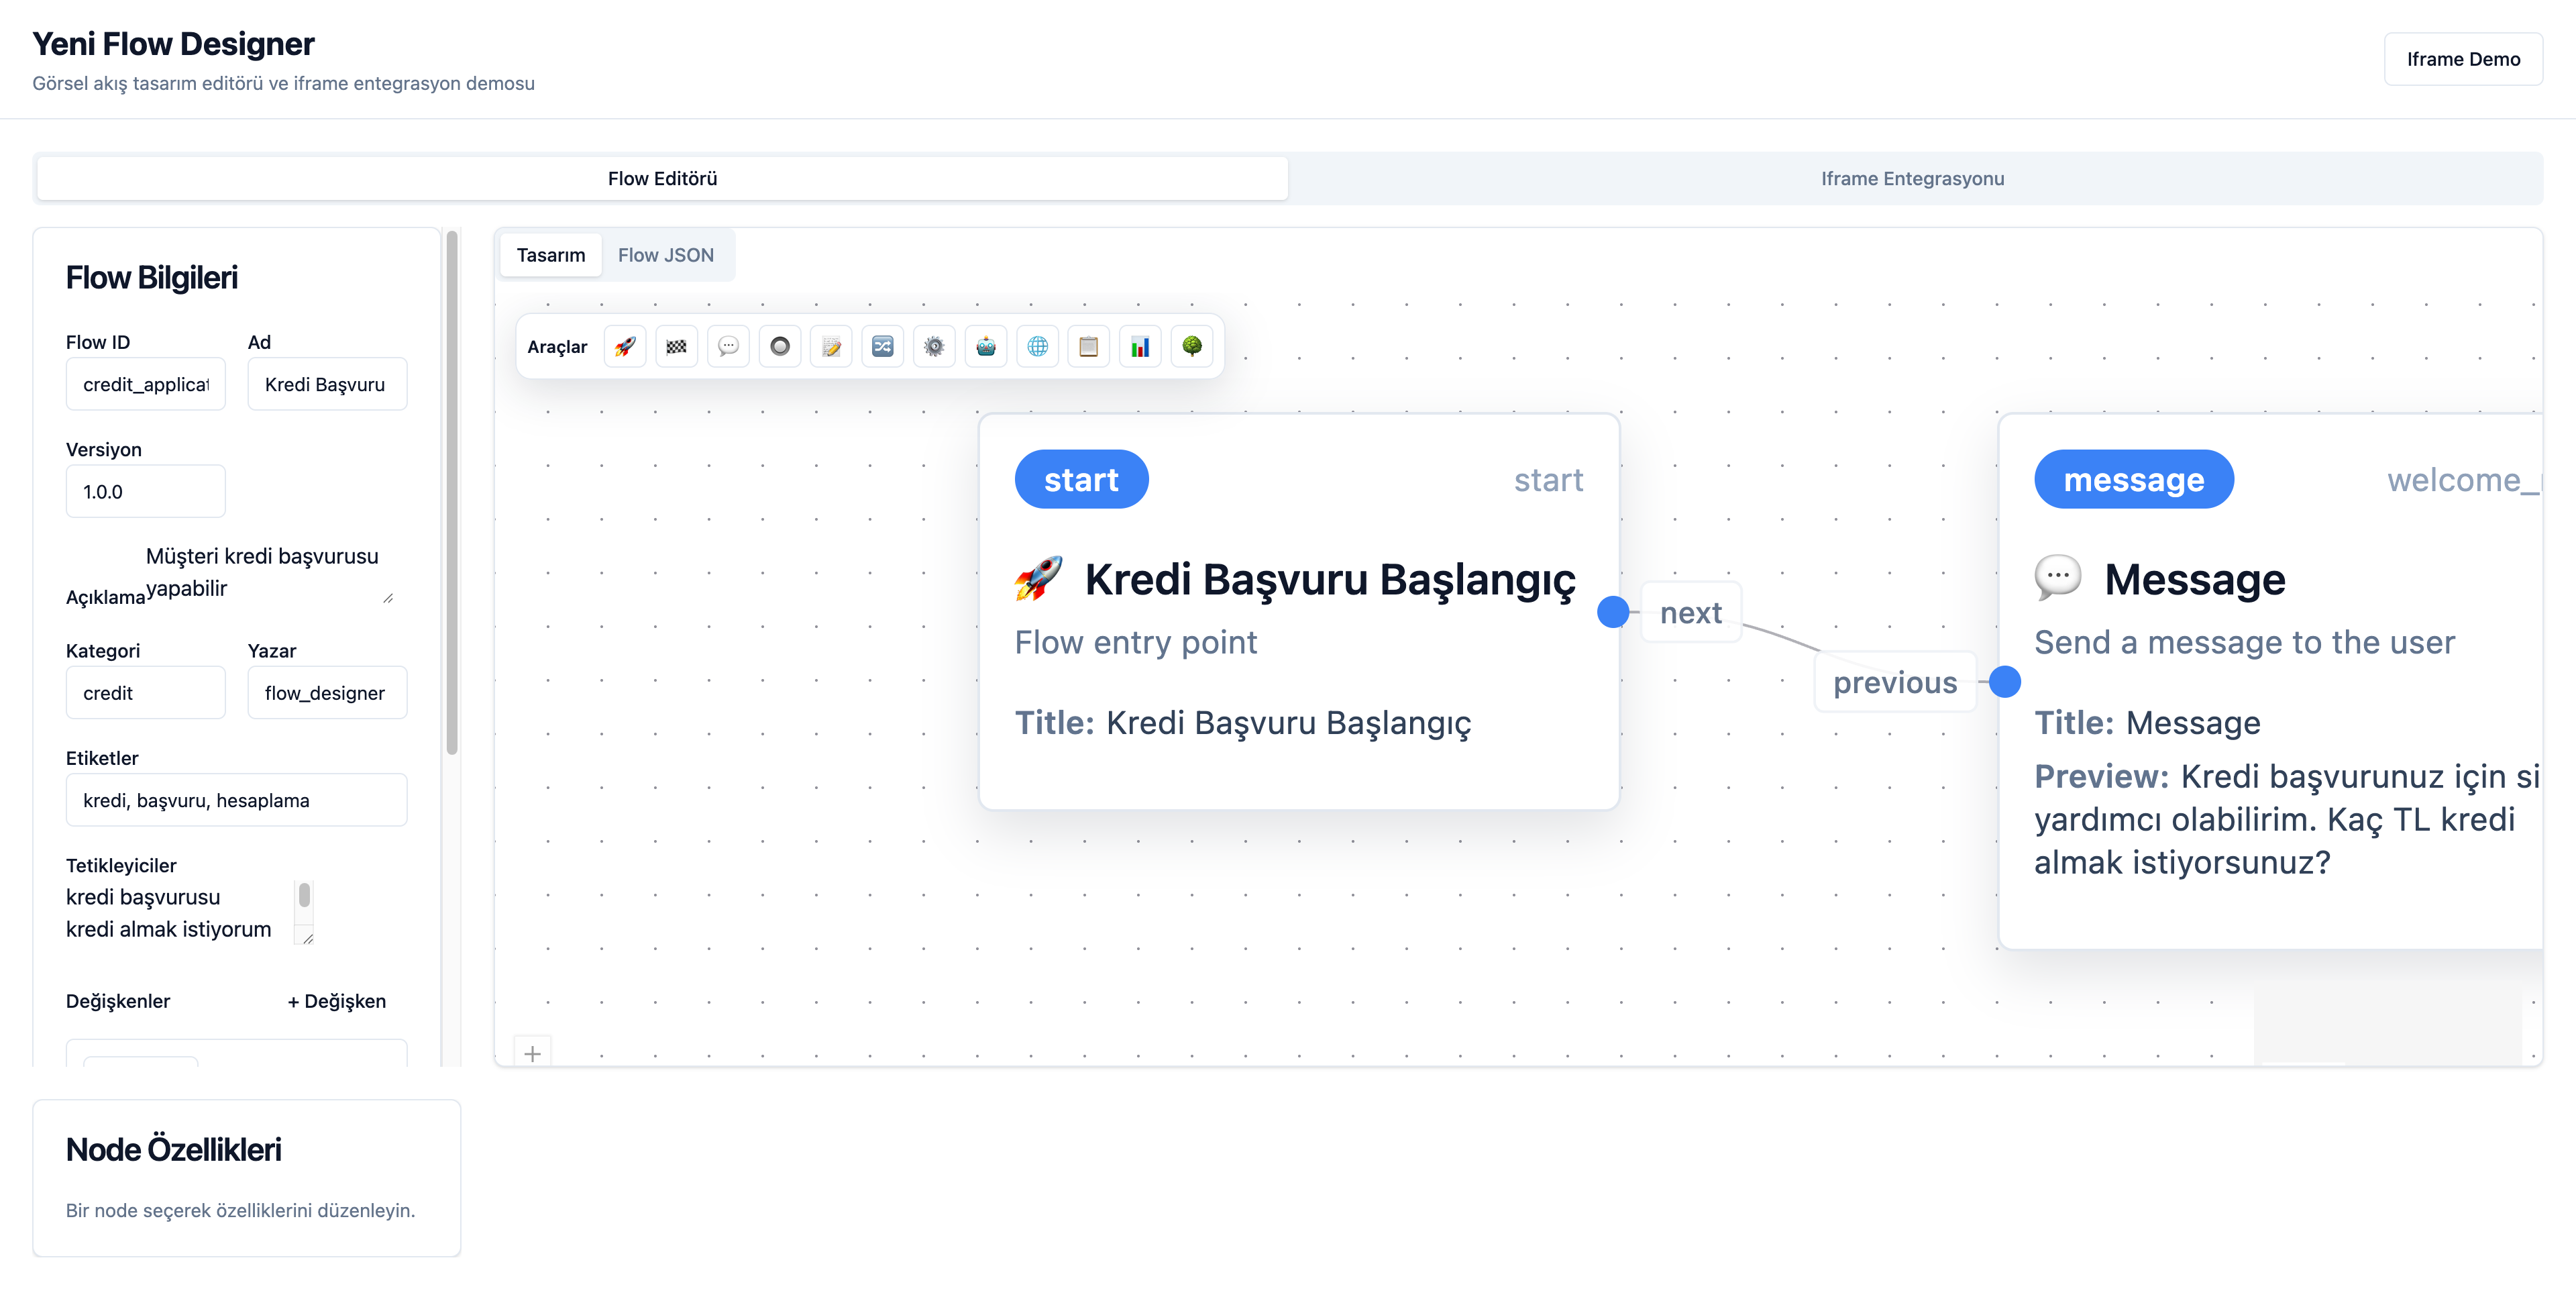 Yeni Flow Designer
Görsel akış tasarım editörü ve iframe entegrasyon demosu
Iframe Demo
Flow Editörü
Iframe Entegrasyonu
Flow Bilgileri
Flow ID
Ad
credit_applicat
Kredi Başvuru
Versiyon
1.0.0
Açıklama
Müşteri kredi başvurusu
yapabilir
Kategori
Yazar
credit
flow_designer
Etiketler
kredi, başvuru, hesaplama
Tetikleyiciler
kredi başvurusu
kredi almak istiyorum
Değişkenler
+ Değişken
Node Özellikleri
Bir node seçerek özelliklerini düzenleyin.
Tasarım
Flow JSON
Araçlar
start
start
Kredi Başvuru Başlangıç
Flow entry point
Title: Kredi Başvuru Başlangıç
next
previous
message
welcome_
Message
Send a message to the user
Title: Message
Preview: Kredi başvurunuz için si
yardımcı olabilirim. Kaç TL kredi
almak istiyorsunuz?